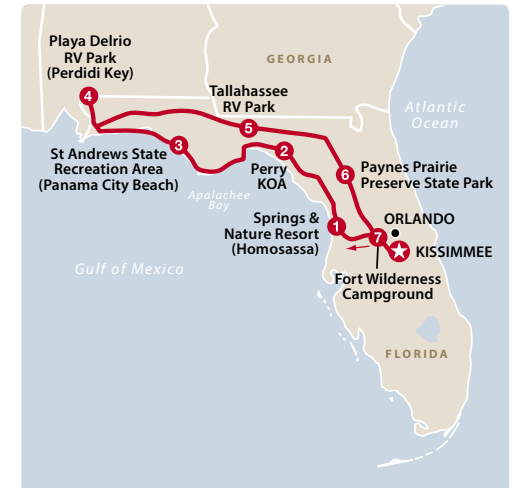 Playa Delrio
RV Park
(Perdidi Key)
GEORGIA
4
Tallahassee
RV Park
Atlantic
Ocean
5
3
2
St Andrews State
Recreation Area
(Panama City Beach)
Perry
KOA
6
Paynes Prairie
Preserve State Park
Apalachee
Bay
Springs &
Nature Resort
(Homosassa)
1
ORLANDO
7
KISSIMMEE
Gulf of Mexico
Fort Wilderness
Campground
FLORIDA